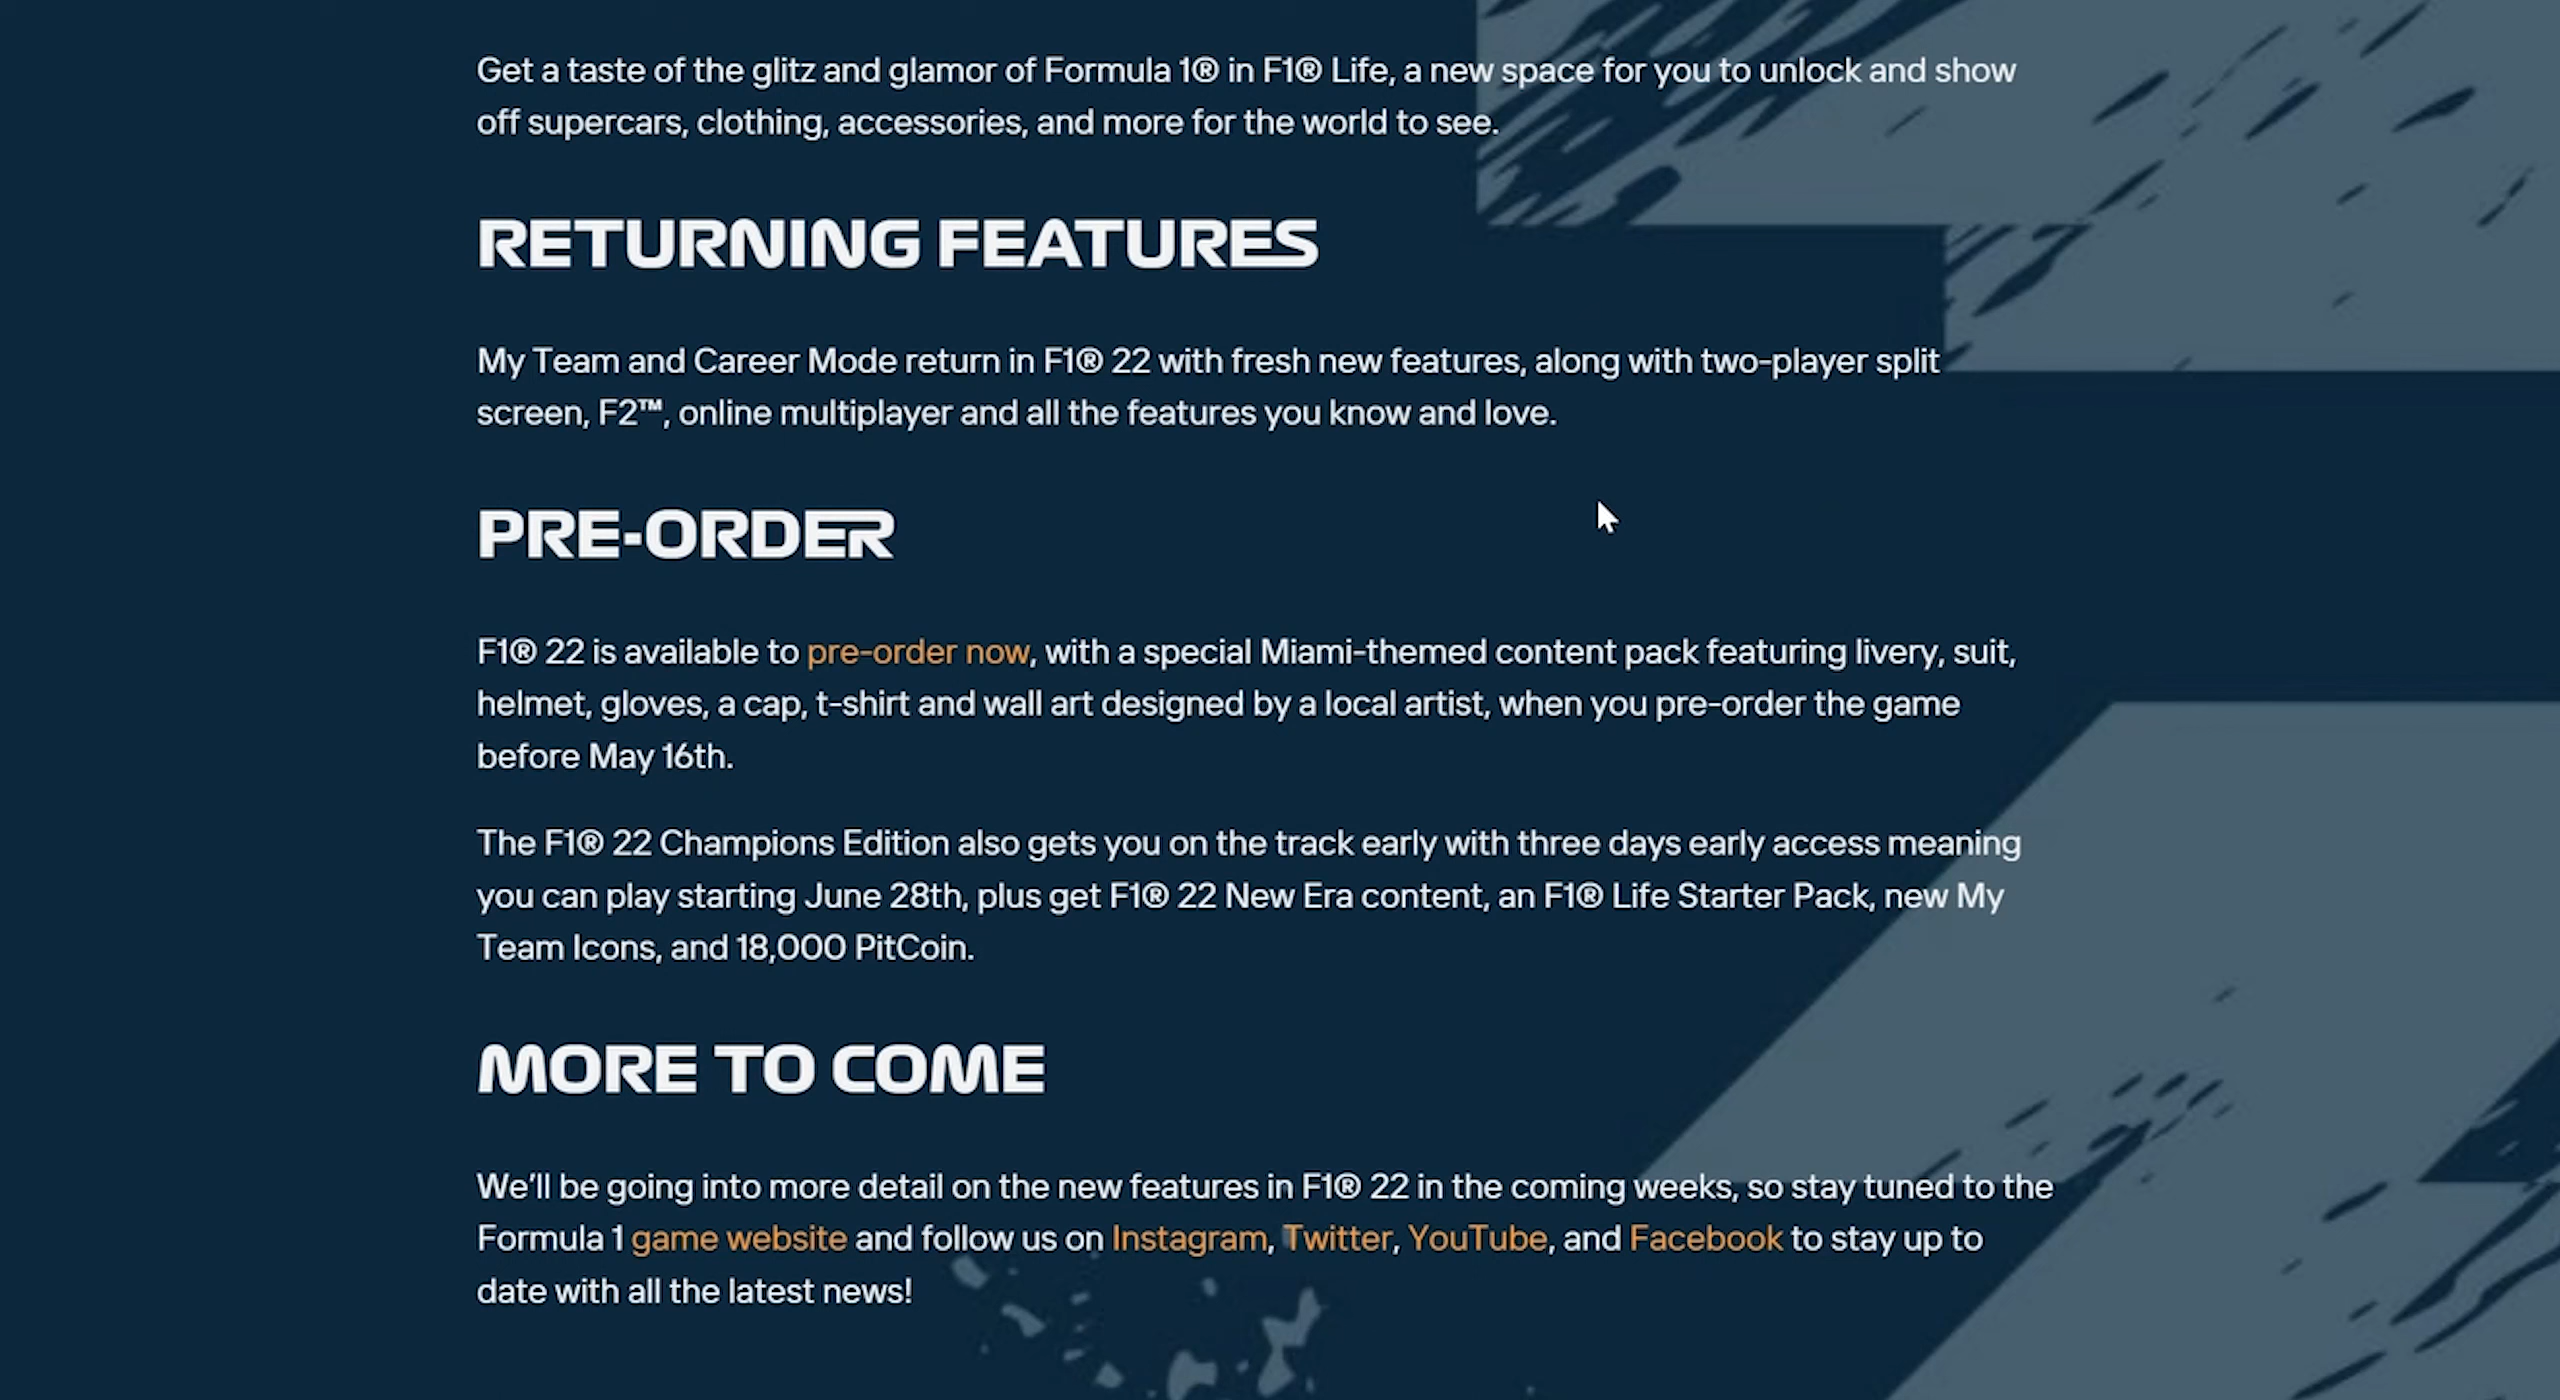 Get a taste of the glitz and glamor of Formula 1® in F1® Life, a new space for you to unlock and show
off supercars, clothing, accessories, and more for the world to see.
RETURNING FEATURES
My Team and Career Mode return in F1® 22 with fresh new features, along with two-player split
screen, F2™, online multiplayer and all the features you know and love.
PRE-ORDER
F1® 22 is available to pre-order now, with a special Miami-themed content pack featuring livery, suit,
helmet, gloves, a cap, t-shirt and wall art designed by a local artist, when you pre-order the game
before May 16th.
The F1® 22 Champions Edition also gets you on the track early with three days early access meaning
you can play starting June 28th, plus get F1® 22 New Era content, an F1® Life Starter Pack, new My
Team Icons, and 18,000 PitCoin.
MORE TO COME
We'll be going into more detail on the new features in F1® 22 in the coming weeks, so stay tuned to the
Formula 1 game website and follow us on Instagram, Twitter, YouTube, and Facebook to stay up to
date with all the latest news!